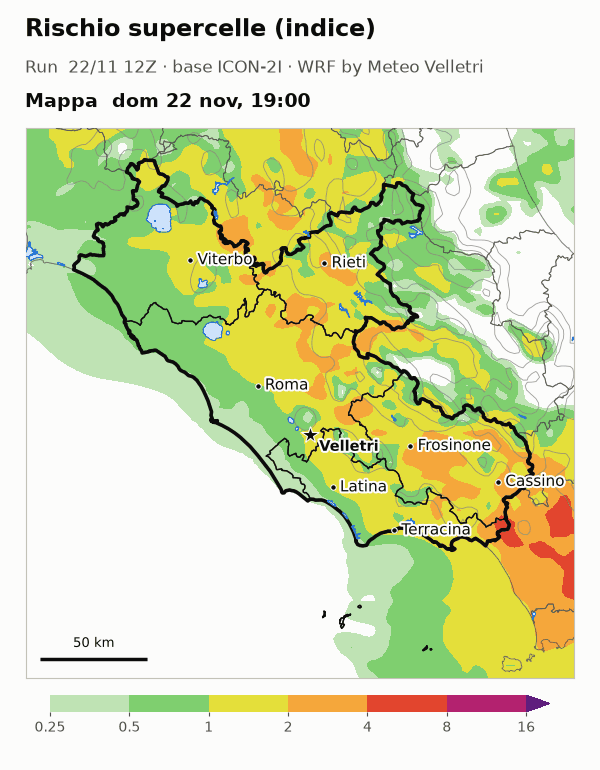 Rischio supercelle (indice)
Run  22/11 12Z · base ICON-2I · WRF by Meteo Velletri
Mappa  dom 22 nov, 19:00
Viterbo
Rieti
Roma
Velletri
Frosinone
Cassino
Latina
Terracina
50 km
0.25 0.5 1 2 4 8 16